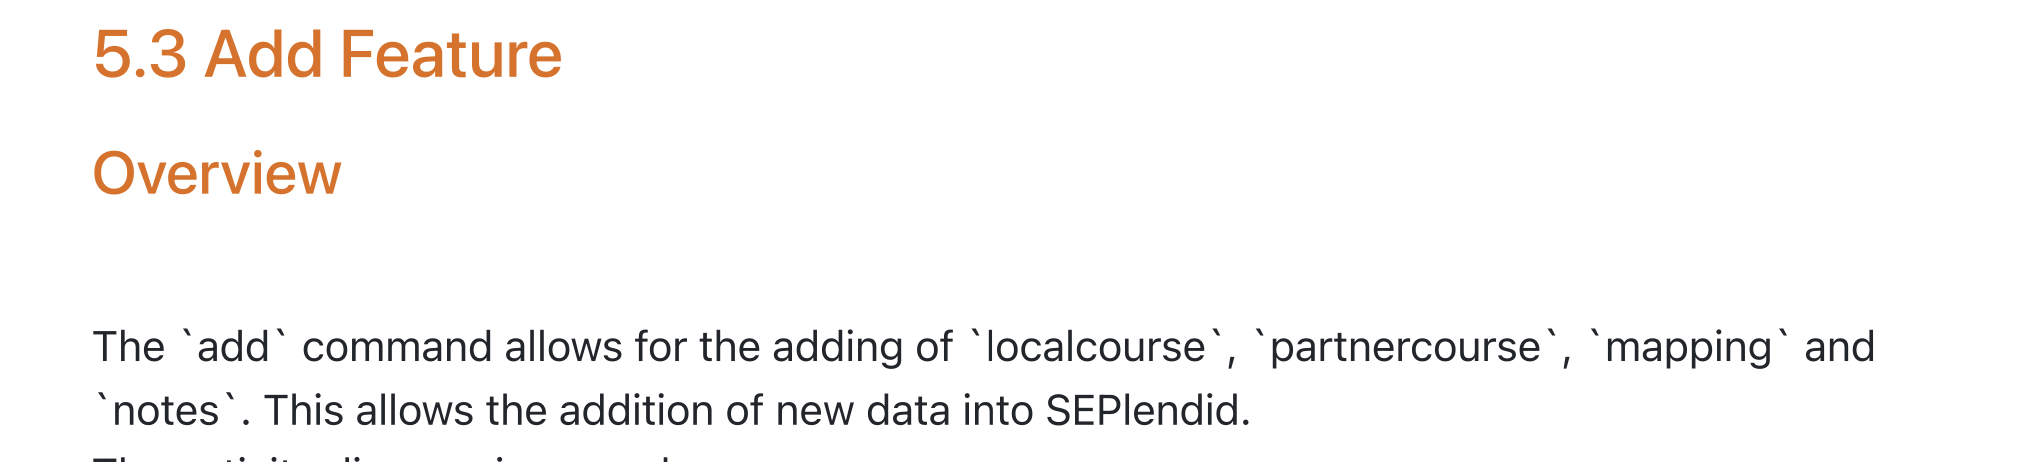 5.3 Add Feature
Overview
The `add` command allows for the adding of `localcourse`, `partnercourse`, `mapping` and
`notes`. This allows the addition of new data into SEPlendid.